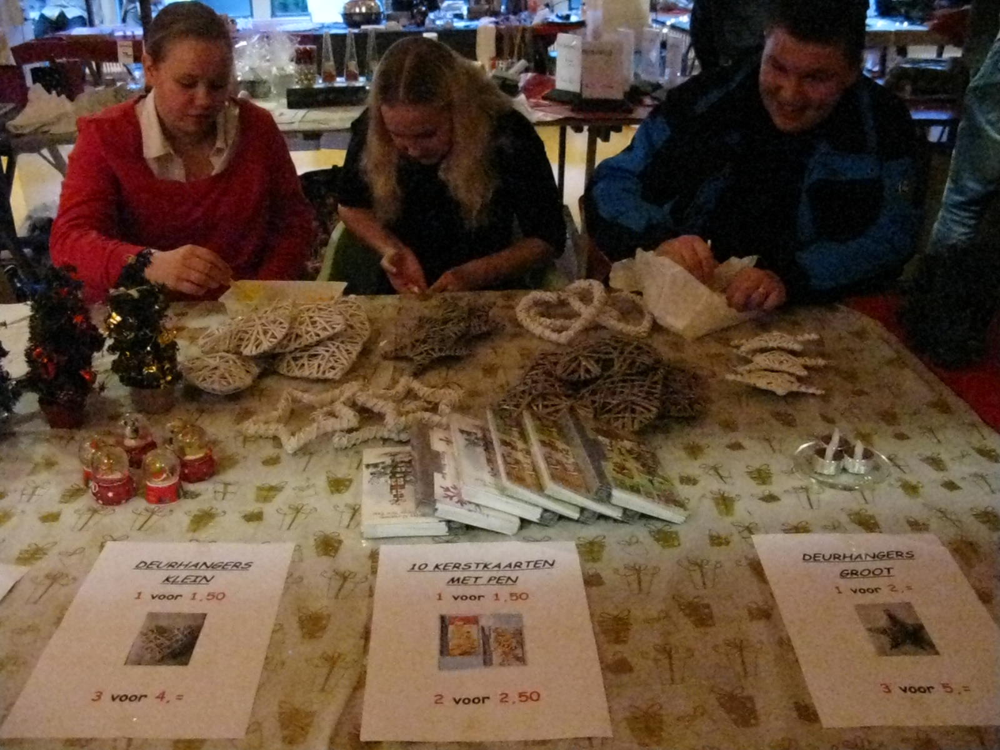 DEURHANGERS
KLEIN
1 voor 1,50
3 voor 4,=
10 KERSTKAARTEN
MET PEN
1 voor 1,50
2 voor 2,50
DEURHANGERS
GROOT
1 voor 2,=
3 voor 5,=